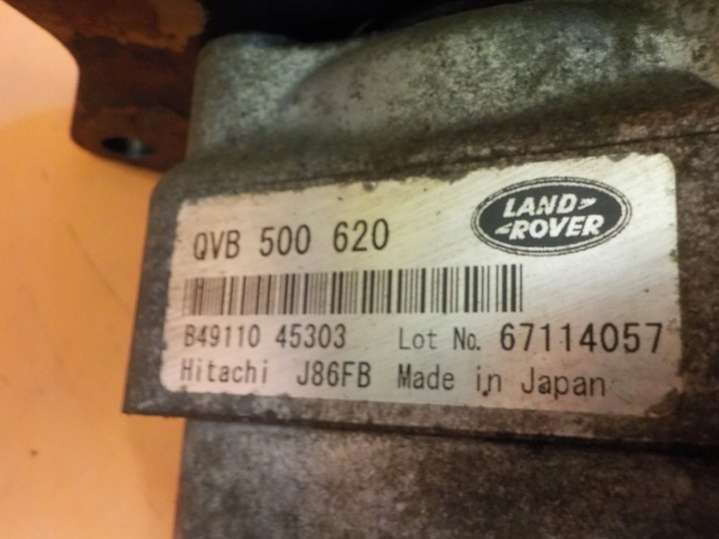 LAND
ROVER
QVB 500 620
B49110 45303 Lot No. 67114057
Hitachi J86FB Made in Japan